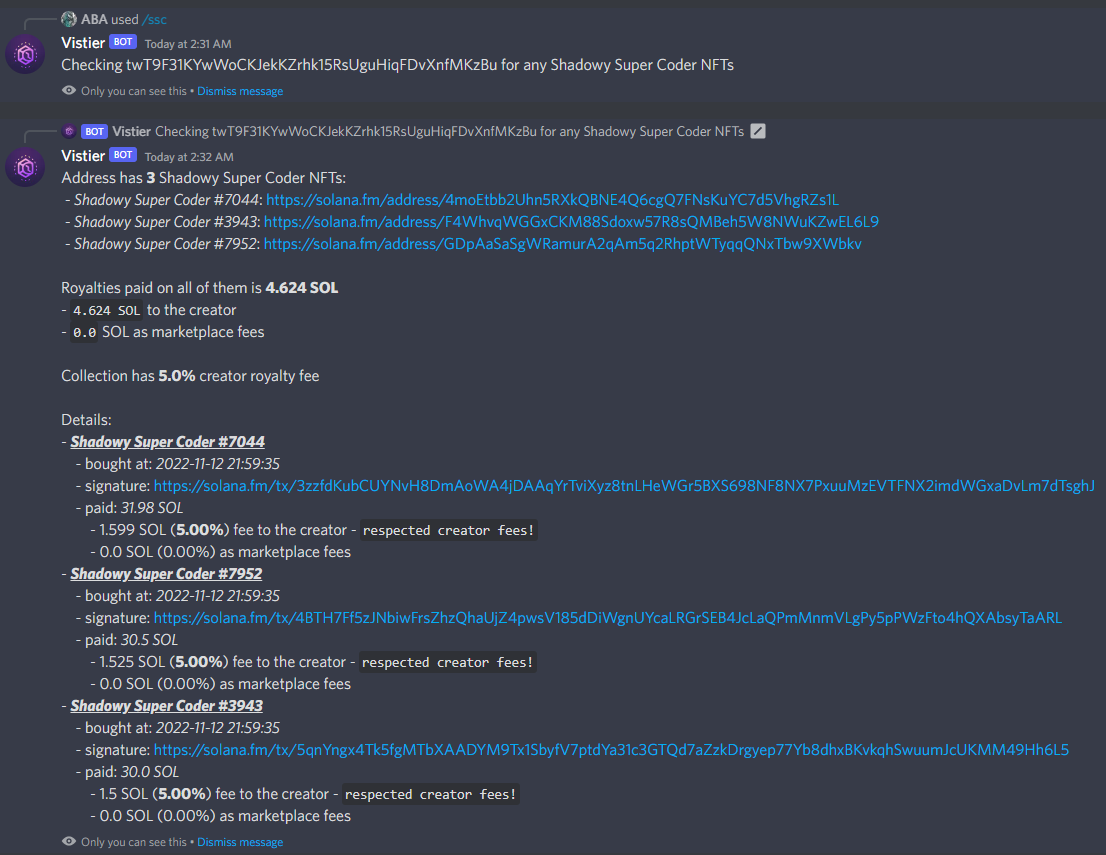 ABA used /ssc
Vistier BOT Today at 2:31 AM
Checking twT9F31KYwWoCKJekKZrhk15RsUguHiqFDvXnfMKzBu for any Shadowy Super Coder NFTs
Only you can see this • Dismiss message
BOT Vistier Checking twT9F31KYwWoCKJekKZrhk15RsUguHiqFDvXnfMKzBu for any Shadowy Super Coder NFTs
Vistier BOT Today at 2:32 AM
Address has 3 Shadowy Super Coder NFTs:
- Shadowy Super Coder #7044: https://solana.fm/address/4moEtbb2Uhn5RXkQBNE4Q6cgQ7FNsKuYC7d5VhgRZs1L
- Shadowy Super Coder #3943: https://solana.fm/address/F4WhvqWGGxCKM88Sdoxw57R8sQMBeh5W8NWuKZwEL6L9
- Shadowy Super Coder #7952: https://solana.fm/address/GDpAaSaSgWRamurA2qAm5q2RhptWTyqqQNxTbw9XWbkv
Royalties paid on all of them is 4.624 SOL
- 4.624 SOL to the creator
- 0.0 SOL as marketplace fees
Collection has 5.0% creator royalty fee
Details:
- Shadowy Super Coder #7044
- bought at: 2022-11-12 21:59:35
- signature: https://solana.fm/tx/3zzfdKubCUYNvH8DmAoWA4jDAAqYrTviXyz8tnLHeWGr5BXS698NF8NX7PxuuMzEVTFNX2imdWGxaDvLm7dTsghJ
- paid: 31.98 SOL
- 1.599 SOL (5.00%) fee to the creator - respected creator fees!
- 0.0 SOL (0.00%) as marketplace fees
- Shadowy Super Coder #7952
- bought at: 2022-11-12 21:59:35
- signature: https://solana.fm/tx/4BTH7Ff5zJNbiwFrsZhzQhaUjZ4pwsV185dDiWgnUYcaLRGrSEB4JcLaQPmMnmVLgPy5pPWzFto4hQXAbsyTaARL
- paid: 30.5 SOL
- 1.525 SOL (5.00%) fee to the creator - respected creator fees!
- 0.0 SOL (0.00%) as marketplace fees
- Shadowy Super Coder #3943
- bought at: 2022-11-12 21:59:35
- signature: https://solana.fm/tx/5qnYngx4Tk5fgMTbXAADYM9Tx1SbyfV7ptdYa31c3GTQd7aZzkDrgyep77Yb8dhxBKvkqhSwuumJcUKMM49Hh6L5
- paid: 30.0 SOL
- 1.5 SOL (5.00%) fee to the creator - respected creator fees!
- 0.0 SOL (0.00%) as marketplace fees
Only you can see this • Dismiss message